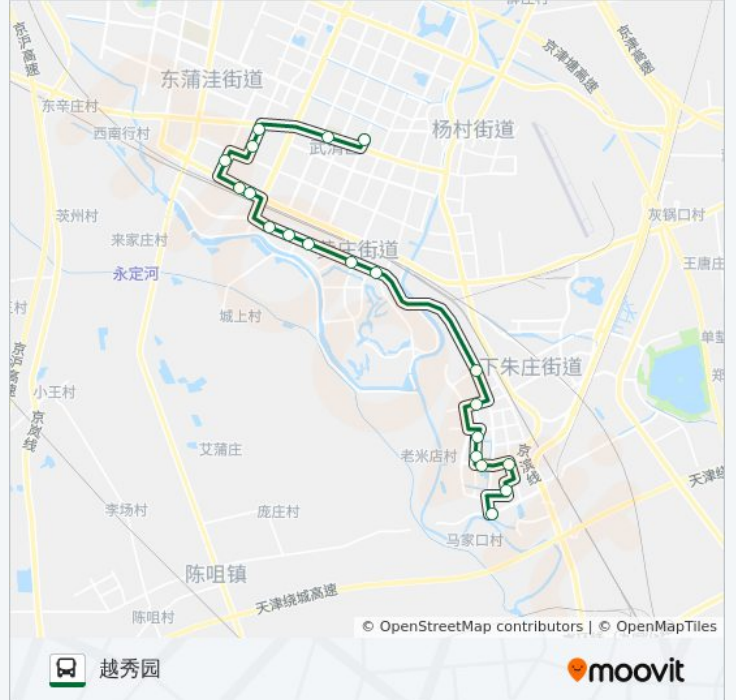 京沪高速
东蒲洼街道
京津塘高速
京津高速
东辛庄村
西南行村
杨村街道
武清区
茨州村
灰锅口村
来家庄村
黄庄街道
王唐庄
永定河
城上村
下朱庄街道
京沪高速
小王村
京岚线
艾蒲庄
老米店村
京滨线
李场村
庞庄村
马家口村
陈咀镇
天津绕城高速
陈咀村
© OpenStreetMap contributors | © OpenMapTiles
越秀园
moovit